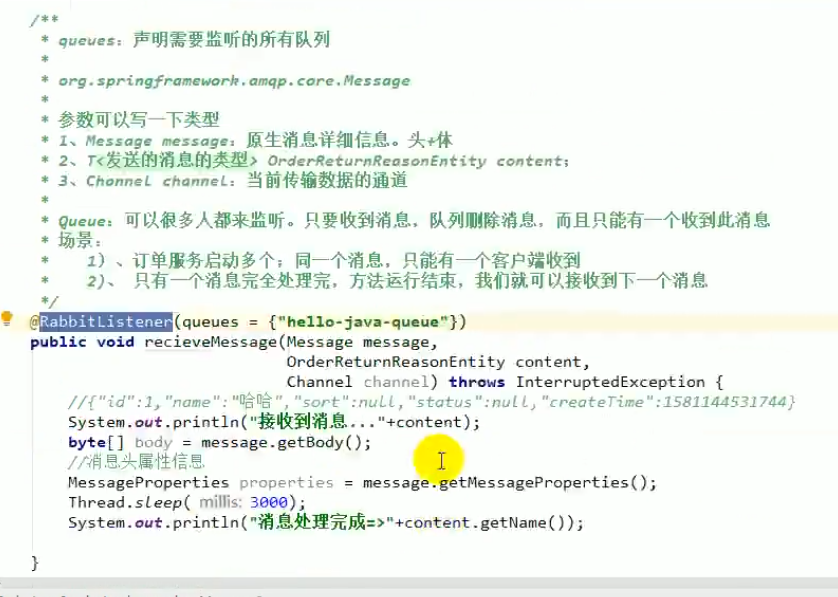 /**
* queues: 声明需要监听的所有队列
*
* org.springframework.amqp.core.Message
*
* 参数可以写一下类型
* 1、Message message: 原生消息详细信息。头+体
* 2、T<发送的消息的类型> OrderReturnReasonEntity content;
* 3、Channel channel: 当前传输数据的通道
*
* Queue: 可以很多人都来监听。只要收到消息，队列删除消息，而且只能有一个收到此消息
* 场景：
* 1）、订单服务启动多个；同一个消息，只能有一个客户端收到
* 2）、 只有一个消息完全处理完，方法运行结束，我们就可以接收到下一个消息
*/
@RabbitListener(queues = {"hello-java-queue"})
public void recieveMessage(Message message,
OrderReturnReasonEntity content,
Channel channel) throws InterruptedException {
//{"id":1,"name":"哈哈","sort":null,"status":null,"createTime":1581144531744}
System.out.println("接收到消息..."+content);
byte[] body = message.getBody();
//消息头属性信息
MessageProperties properties = message.getMessageProperties();
Thread.sleep( millis: 3000);
System.out.println("消息处理完成=>"+content.getName());
}